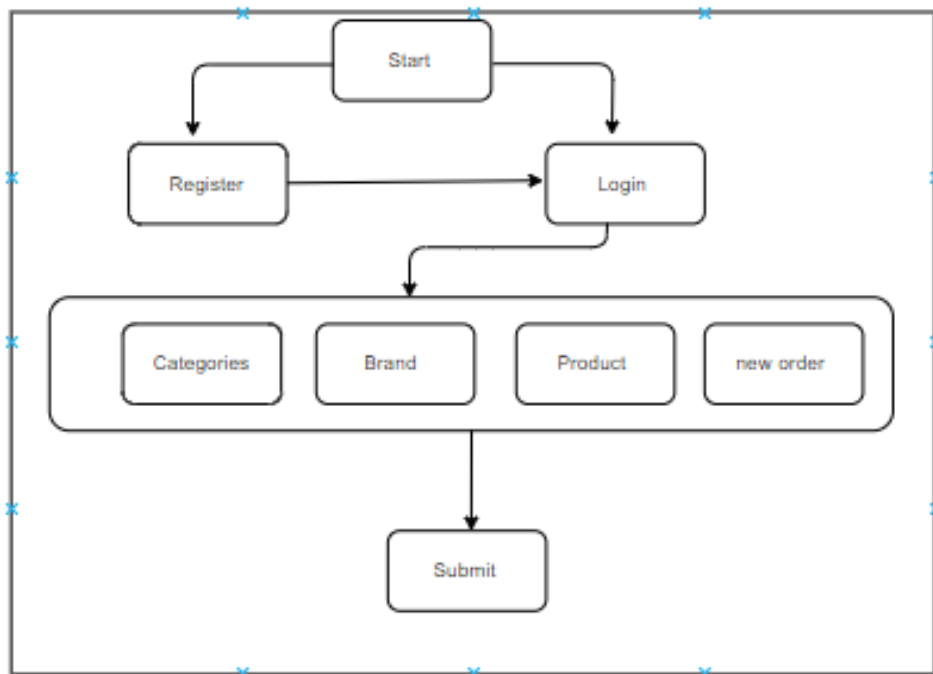 Start
Register
Login
Categories
Brand
Product
new order
Submit